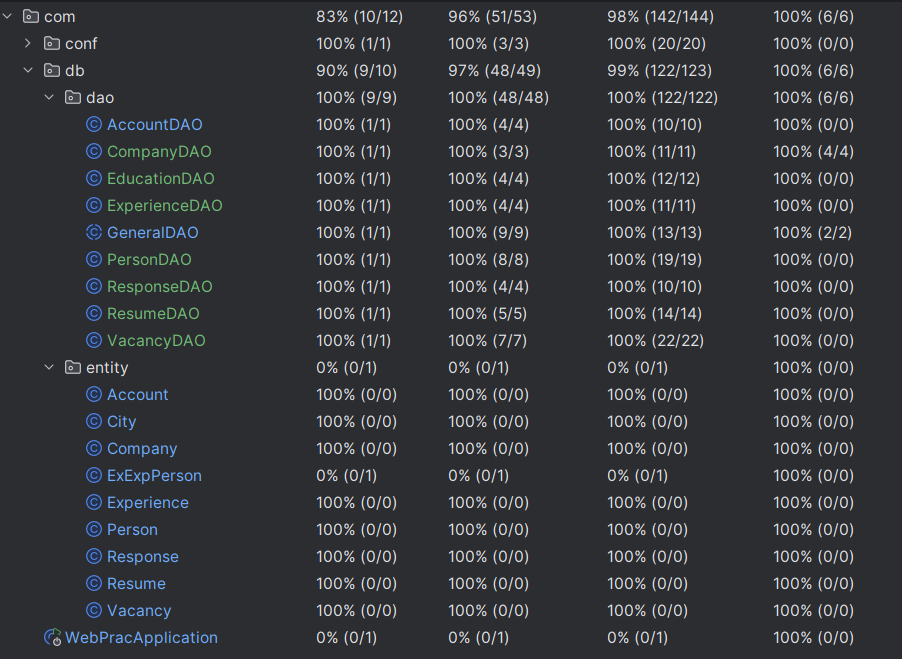 com 83% (10/12) 96% (51/53) 98% (142/144) 100% (6/6)
conf 100% (1/1) 100% (3/3) 100% (20/20) 100% (0/0)
db 90% (9/10) 97% (48/49) 99% (122/123) 100% (6/6)
dao 100% (9/9) 100% (48/48) 100% (122/122) 100% (6/6)
AccountDAO 100% (1/1) 100% (4/4) 100% (10/10) 100% (0/0)
CompanyDAO 100% (1/1) 100% (3/3) 100% (11/11) 100% (4/4)
EducationDAO 100% (1/1) 100% (4/4) 100% (12/12) 100% (0/0)
ExperienceDAO 100% (1/1) 100% (4/4) 100% (11/11) 100% (0/0)
GeneralDAO 100% (1/1) 100% (9/9) 100% (13/13) 100% (2/2)
PersonDAO 100% (1/1) 100% (8/8) 100% (19/19) 100% (0/0)
ResponseDAO 100% (1/1) 100% (4/4) 100% (10/10) 100% (0/0)
ResumeDAO 100% (1/1) 100% (5/5) 100% (14/14) 100% (0/0)
VacancyDAO 100% (1/1) 100% (7/7) 100% (22/22) 100% (0/0)
entity 0% (0/1) 0% (0/1) 0% (0/1) 100% (0/0)
Account 100% (0/0) 100% (0/0) 100% (0/0) 100% (0/0)
City 100% (0/0) 100% (0/0) 100% (0/0) 100% (0/0)
Company 100% (0/0) 100% (0/0) 100% (0/0) 100% (0/0)
ExExpPerson 0% (0/1) 0% (0/1) 0% (0/1) 100% (0/0)
Experience 100% (0/0) 100% (0/0) 100% (0/0) 100% (0/0)
Person 100% (0/0) 100% (0/0) 100% (0/0) 100% (0/0)
Response 100% (0/0) 100% (0/0) 100% (0/0) 100% (0/0)
Resume 100% (0/0) 100% (0/0) 100% (0/0) 100% (0/0)
Vacancy 100% (0/0) 100% (0/0) 100% (0/0) 100% (0/0)
WebPracApplication 0% (0/1) 0% (0/1) 0% (0/1) 100% (0/0)